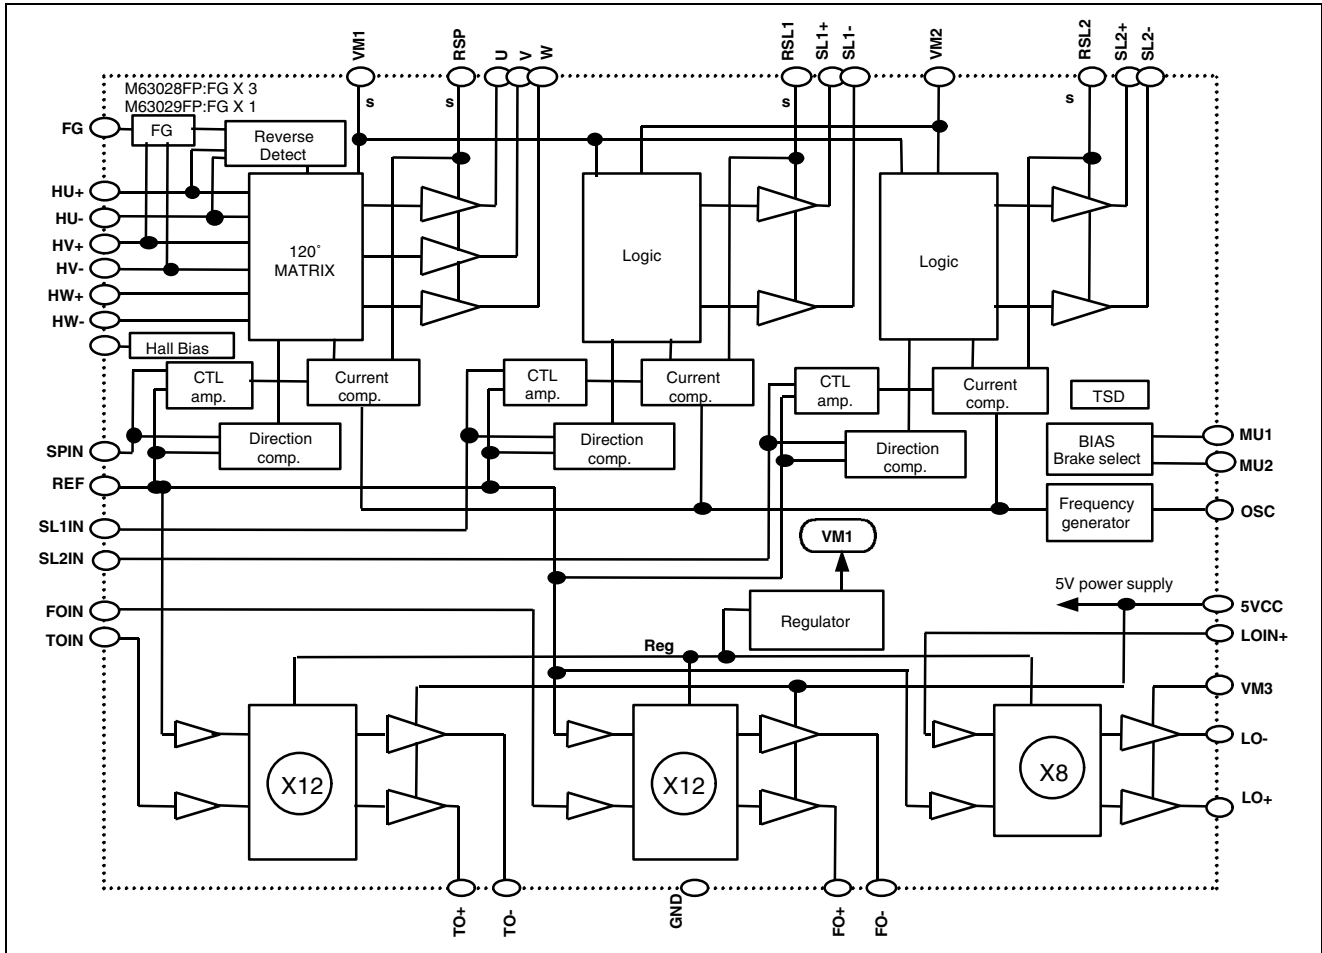 VM1
RSP
U
V
W
RSL1
SL1+
SL1-
VM2
RSL2
SL2+
SL2-
M63028FP:FG X 3
M63029FP:FG X 1
s
s
s
s
FG
FG
Reverse
Detect
HU+
HU-
HV+
HV-
HW+
HW-
120°
MATRIX
Logic
Logic
Hall Bias
CTL
amp.
Current
comp.
CTL
amp.
Current
comp.
CTL
amp.
Current
comp.
TSD
Direction
comp.
Direction
comp.
Direction
comp.
BIAS
Brake select
MU1
MU2
SPIN
REF
SL1IN
SL2IN
Frequency
generator
OSC
VM1
5V power supply
5VCC
FOIN
TOIN
Regulator
LOIN+
Reg
VM3
X12
X12
X8
LO-
LO+
TO+
TO-
GND
FO+
FO-